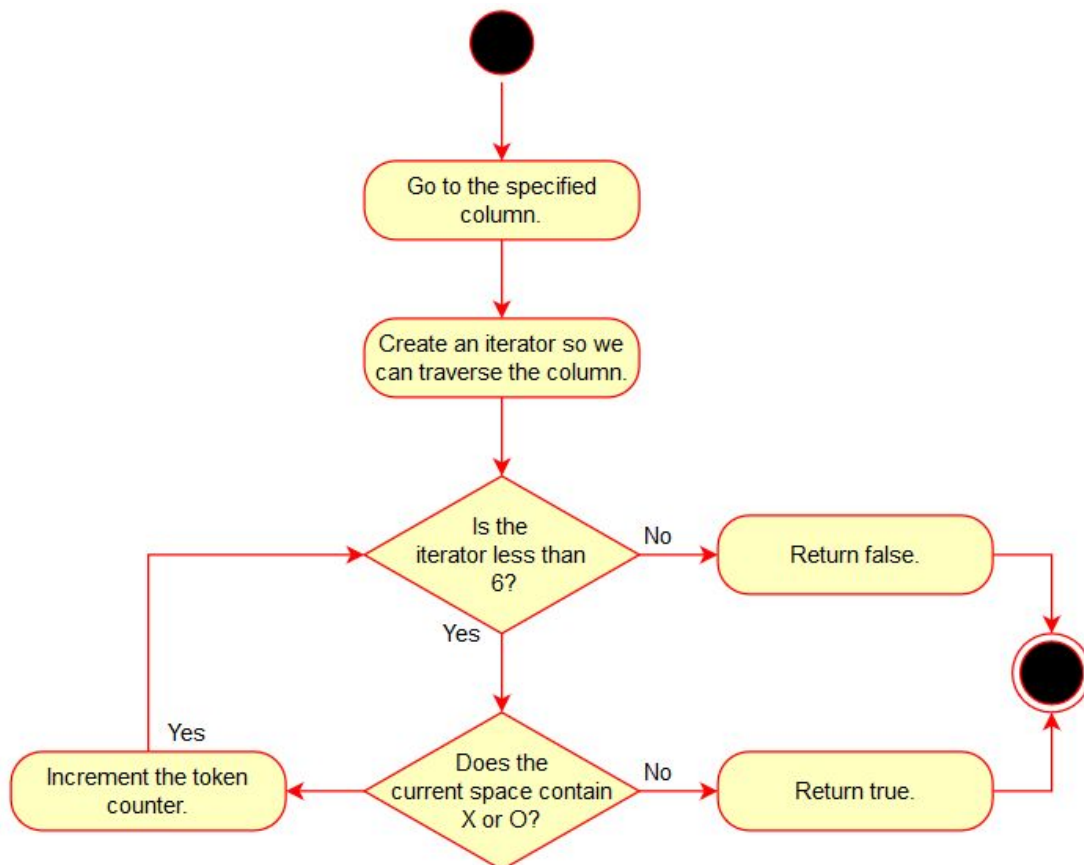 Go to the specified
column.
Create an iterator so we
can traverse the column.
Is the
iterator less than
6?
No
Return false.
Yes
Does the
current space contain
X or O?
No
Return true.
Yes
Increment the token
counter.